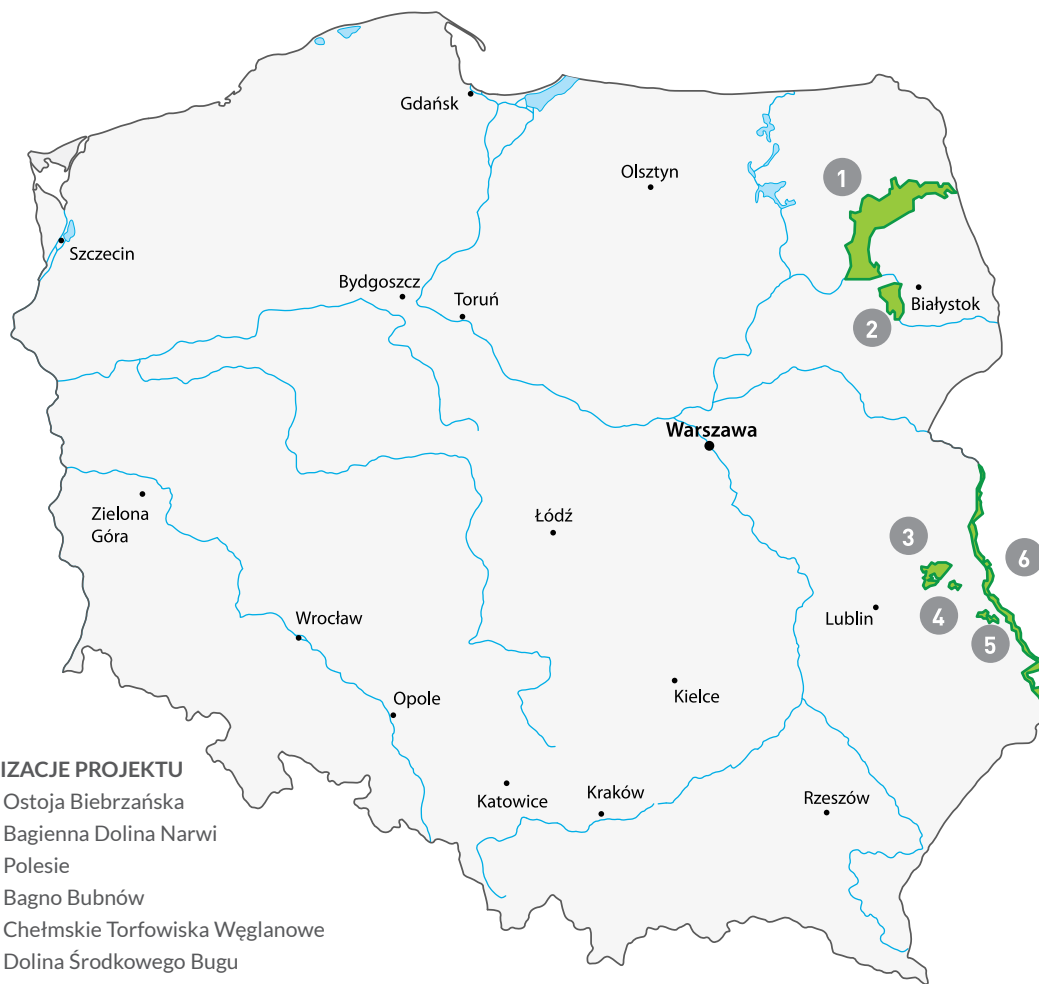 Gdańsk
Olsztyn
1
Szczecin
Bydgoszcz
Toruń
Białystok
2
Warszawa
Zielona
Góra
Łódź
3
6
4
Lublin
5
Wrocław
Kielce
Opole
Katowice
Kraków
Rzeszów
IZACJE PROJEKTU
Ostoja Biebrzańska
Bagienna Dolina Narwi
Polesie
Bagno Bubnów
Chełmskie Torfowiska Węglanowe
Dolina Środkowego Bugu